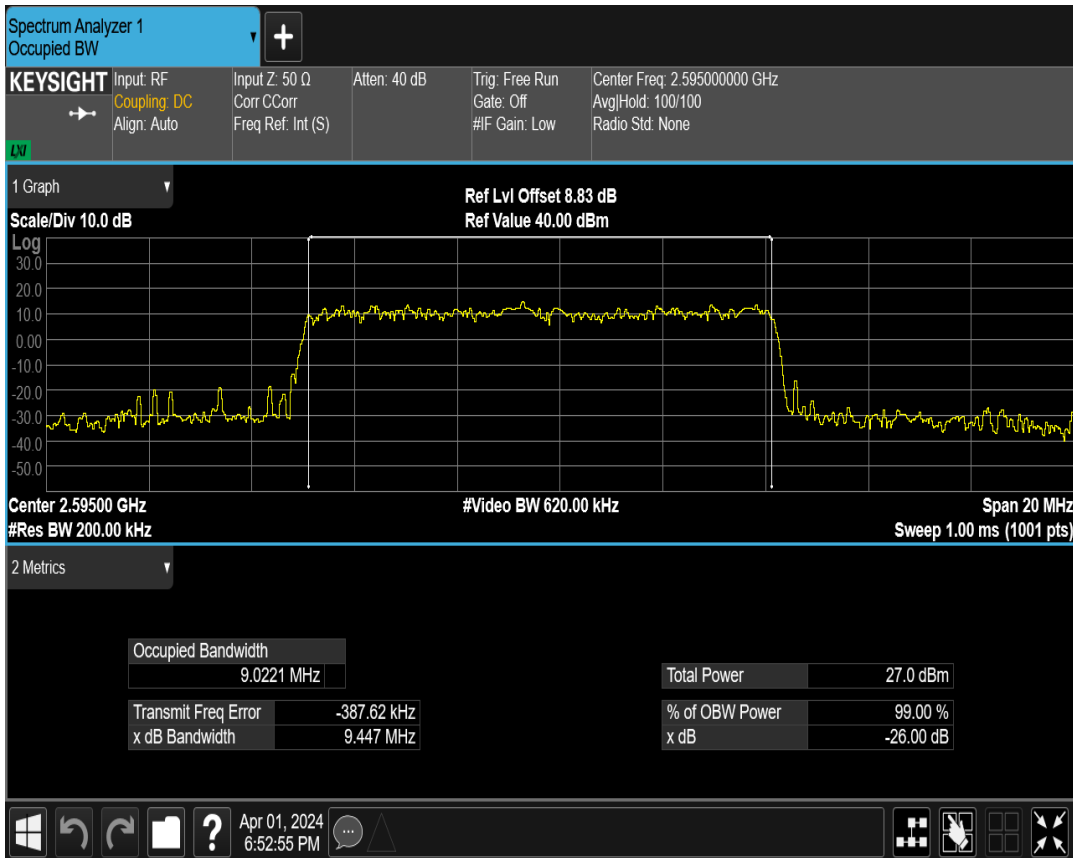 Spectrum Analyzer 1
Occupied BW
KEYSIGHT
LXI
Input: RF
Coupling: DC
Align: Auto
Input Z: 50 Ω
Corr CCorr
Freq Ref: Int (S)
Atten: 40 dB
Trig: Free Run
Gate: Off
#IF Gain: Low
Center Freq: 2.595000000 GHz
Avg|Hold: 100/100
Radio Std: None
1 Graph
Scale/Div 10.0 dB
Ref Lvl Offset 8.83 dB
Ref Value 40.00 dBm
Log
30.0
20.0
10.0
0.00
-10.0
-20.0
-30.0
-40.0
-50.0
Center 2.59500 GHz
#Res BW 200.00 kHz
#Video BW 620.00 kHz
Span 20 MHz
Sweep 1.00 ms (1001 pts)
2 Metrics
Occupied Bandwidth
9.0221 MHz
Transmit Freq Error -387.62 kHz
x dB Bandwidth 9.447 MHz
Total Power 27.0 dBm
% of OBW Power 99.00 %
x dB -26.00 dB
?
Apr 01, 2024
6:52:55 PM